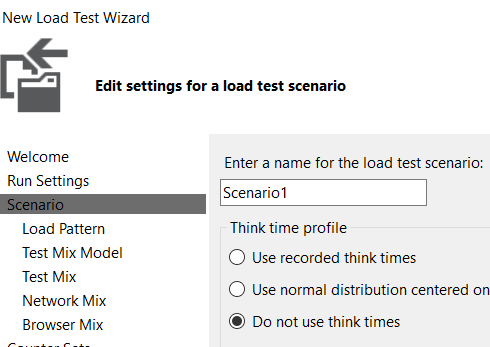 New Load Test Wizard
Edit settings for a load test scenario
Welcome
Run Settings
Scenario
Load Pattern
Test Mix Model
Test Mix
Network Mix
Browser Mix
Counter Sets
Enter a name for the load test scenario:
Scenario1
Think time profile
Use recorded think times
Use normal distribution centered on
Do not use think times